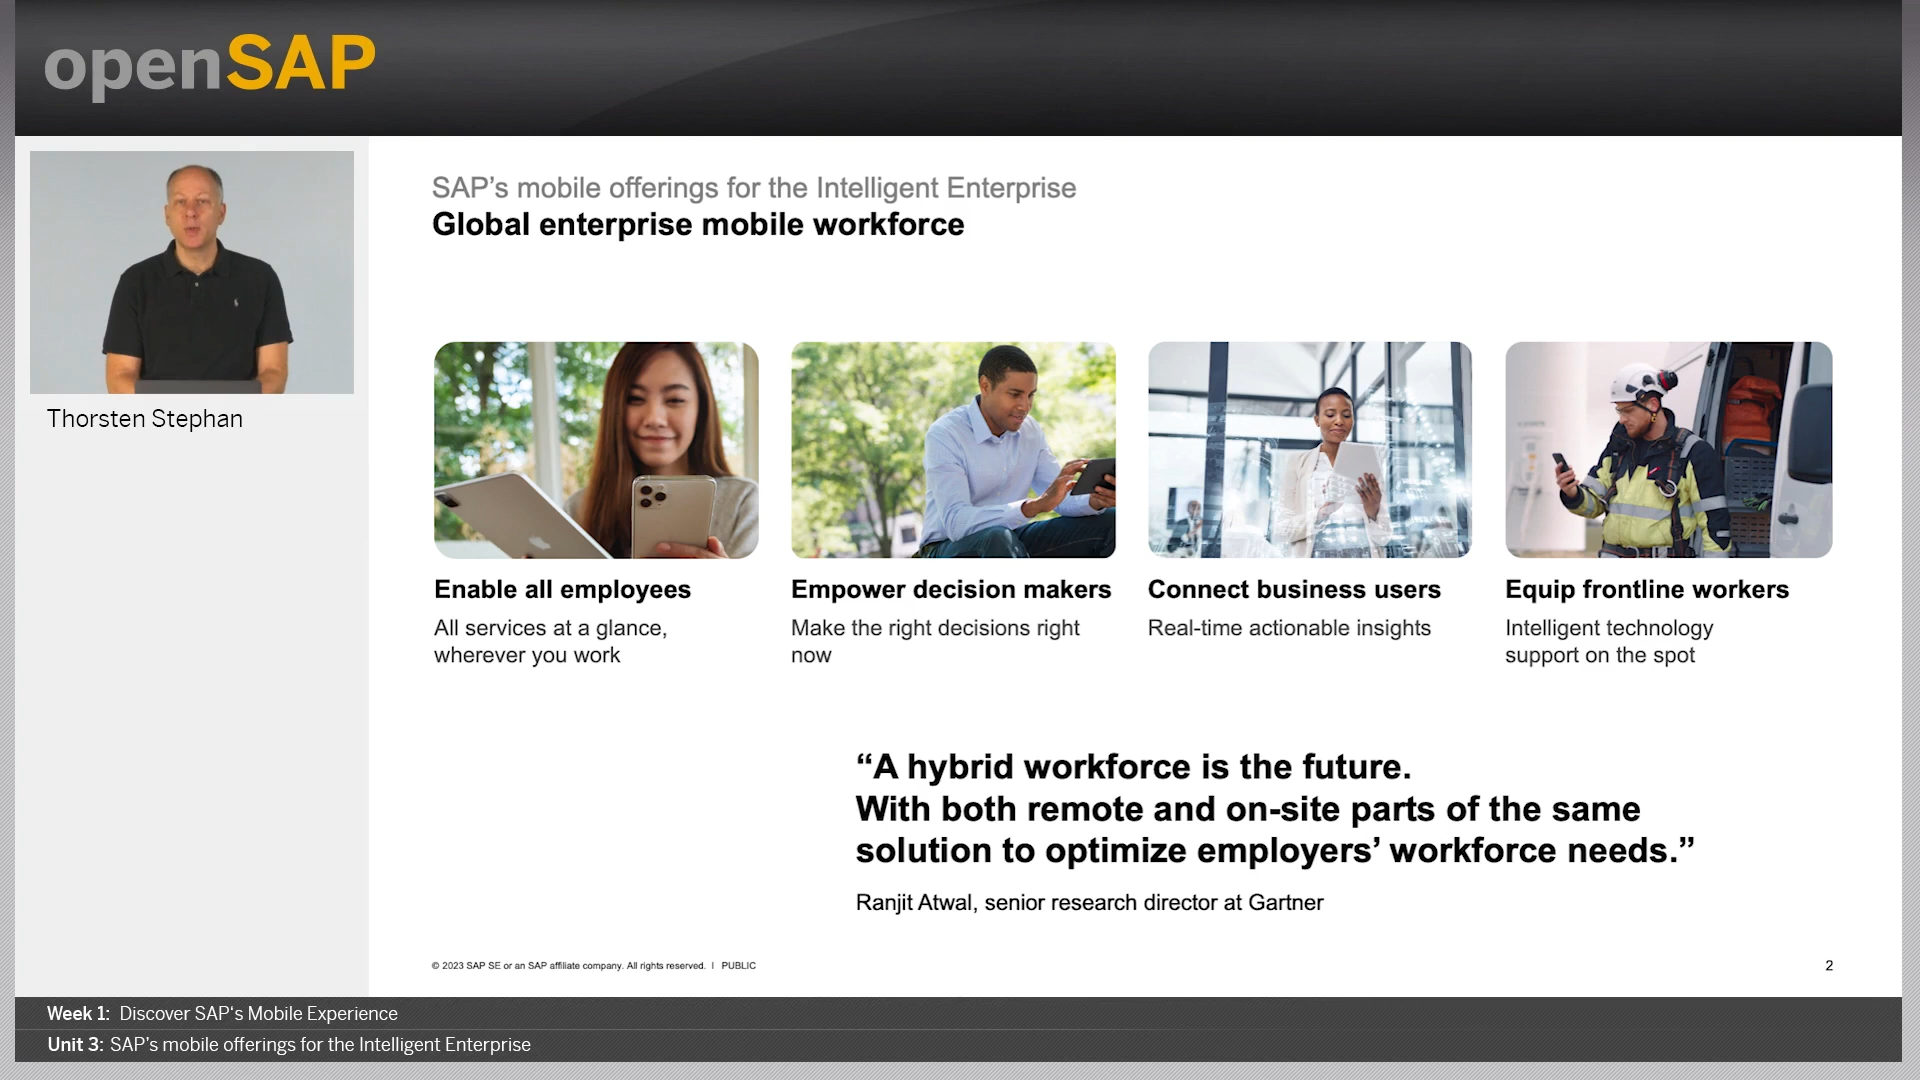 openSAP
Thorsten Stephan
SAP’s mobile offerings for the Intelligent Enterprise
Global enterprise mobile workforce
Enable all employees
All services at a glance,
wherever you work
Empower decision makers
Make the right decisions right
now
Connect business users
Real-time actionable insights
Equip frontline workers
Intelligent technology
support on the spot
“A hybrid workforce is the future.
With both remote and on-site parts of the same
solution to optimize employers’ workforce needs.”
Ranjit Atwal, senior research director at Gartner
© 2023 SAP SE or an SAP affiliate company. All rights reserved. | PUBLIC
2
Week 1: Discover SAP‘s Mobile Experience
Unit 3: SAP’s mobile offerings for the Intelligent Enterprise